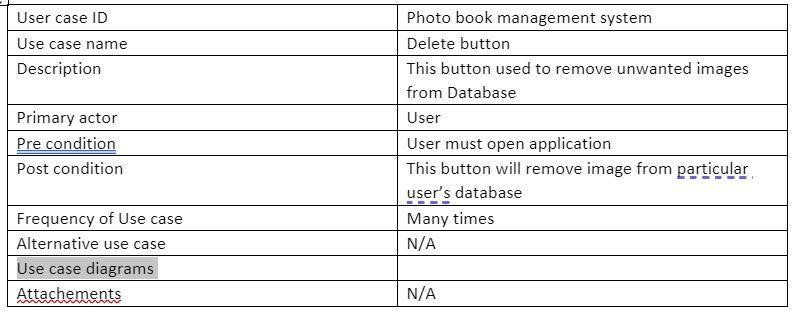 User case ID Photo book management system
Use case name Delete button
Description This button used to remove unwanted images
from Database
Primary actor User
Pre condition User must open application
Post condition This button will remove image from particular
user's database
Frequency of Use case Many times
Alternative use case N/A
Use case diagrams
Attachements N/A